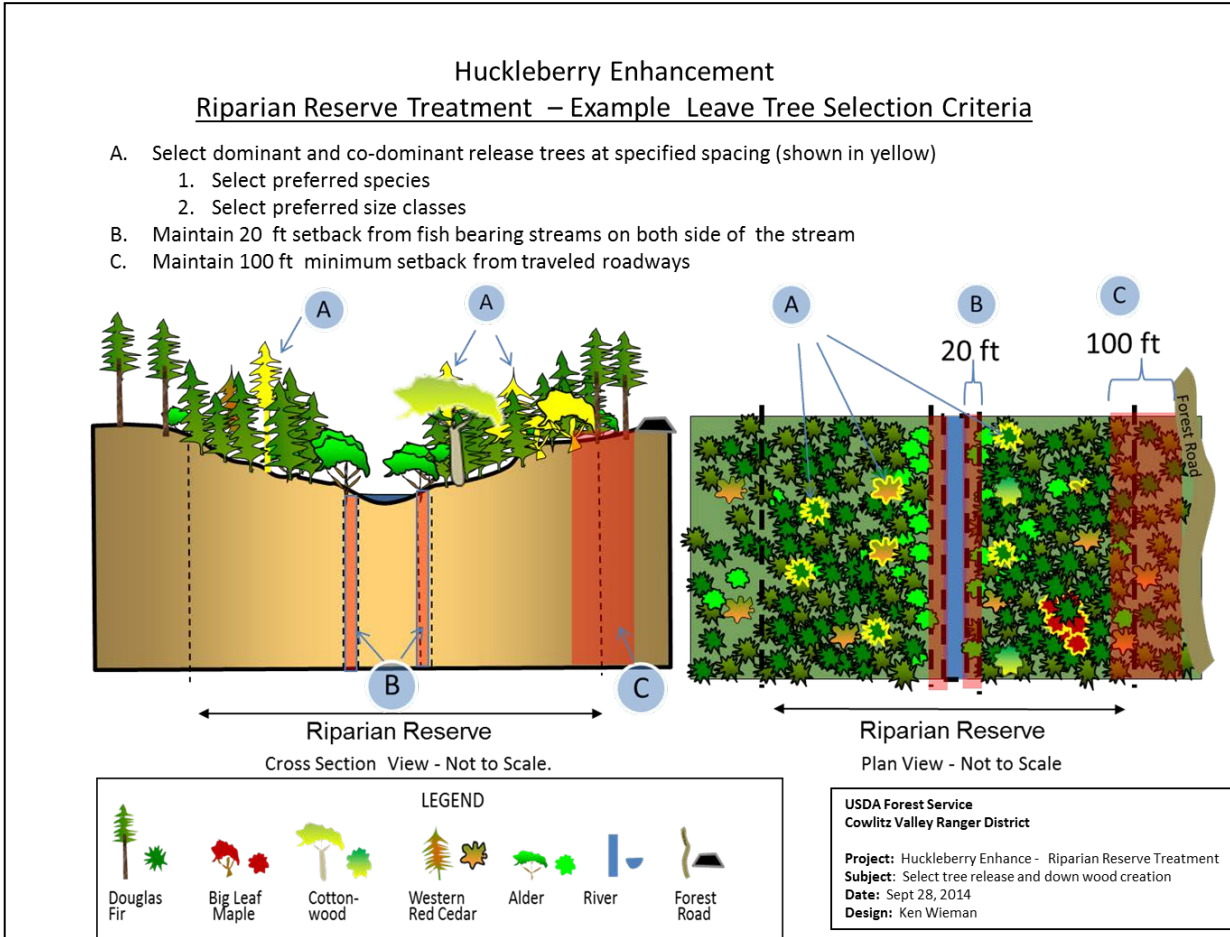 Huckleberry Enhancement
Riparian Reserve Treatment – Example Leave Tree Selection Criteria
A. Select dominant and co-dominant release trees at specified spacing (shown in yellow)
1. Select preferred species
2. Select preferred size classes
B. Maintain 20 ft setback from fish bearing streams on both side of the stream
C. Maintain 100 ft minimum setback from traveled roadways
A
A
B
C
Riparian Reserve
Cross Section View - Not to Scale.
A
B
C
20 ft
100 ft
Forest Road
Riparian Reserve
Plan View - Not to Scale
LEGEND
Douglas
Fir
Big Leaf
Maple
Cotton-
wood
Western
Red Cedar
Alder
River
Forest
Road
USDA Forest Service
Cowlitz Valley Ranger District
Project: Huckleberry Enhance - Riparian Reserve Treatment
Subject: Select tree release and down wood creation
Date: Sept 28, 2014
Design: Ken Wieman